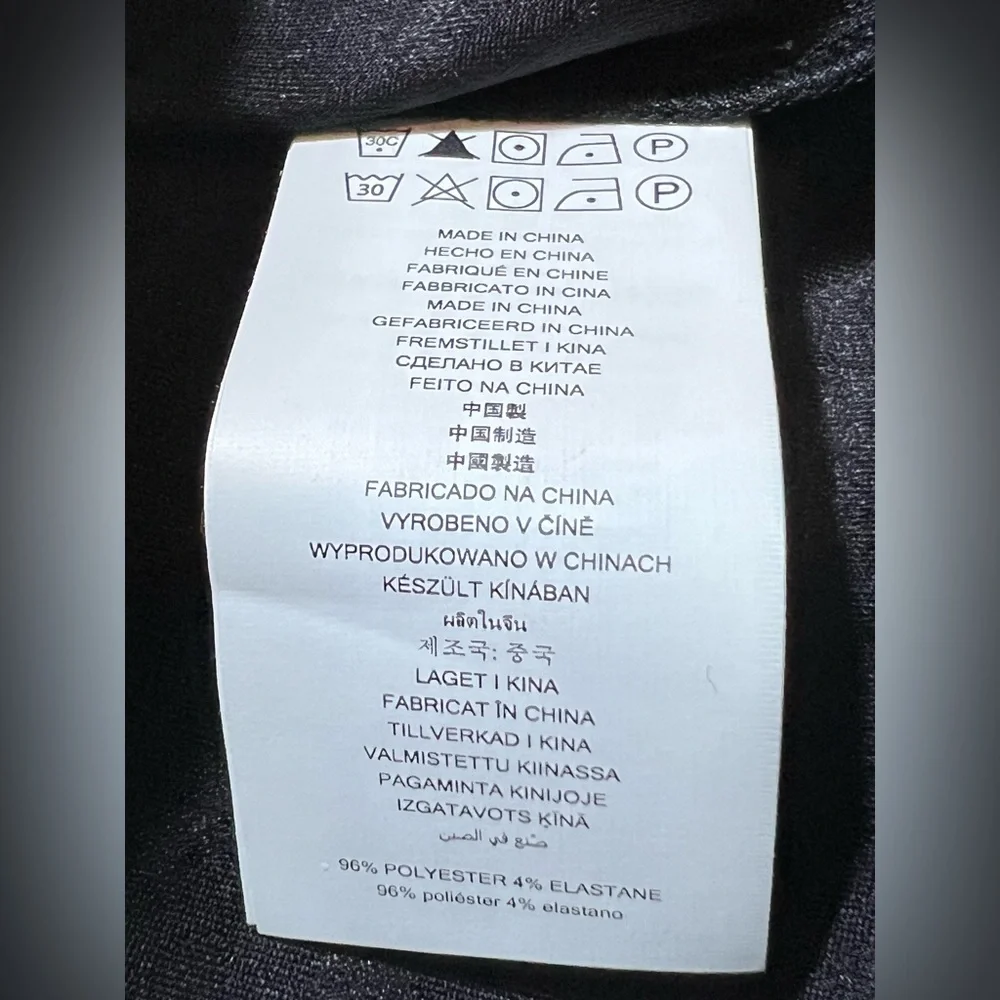 30C P
30 P
MADE IN CHINA
HECHO EN CHINA
FABRIQUÉ EN CHINE
FABBRICATO IN CINA
MADE IN CHINA
GEFABRICEERD IN CHINA
FREMSTILLET I KINA
СДЕЛАНО В КИТАЕ
FEITO NA CHINA
中国製
中国制造
中國製造
FABRICADO NA CHINA
VYROBENO V ČÍNĚ
WYPRODUKOWANO W CHINACH
KÉSZÜLT KÍNÁBAN
ผลิตในจีน
제조국: 중국
LAGET I KINA
FABRICAT ÎN CHINA
TILLVERKAD I KINA
VALMISTETTU KIINASSA
PAGAMINTA KINIJOJE
IZGATAVOTS ĶĪNĀ
صنع في الصين
96% POLYESTER 4% ELASTANE
96% poliéster 4% elastano